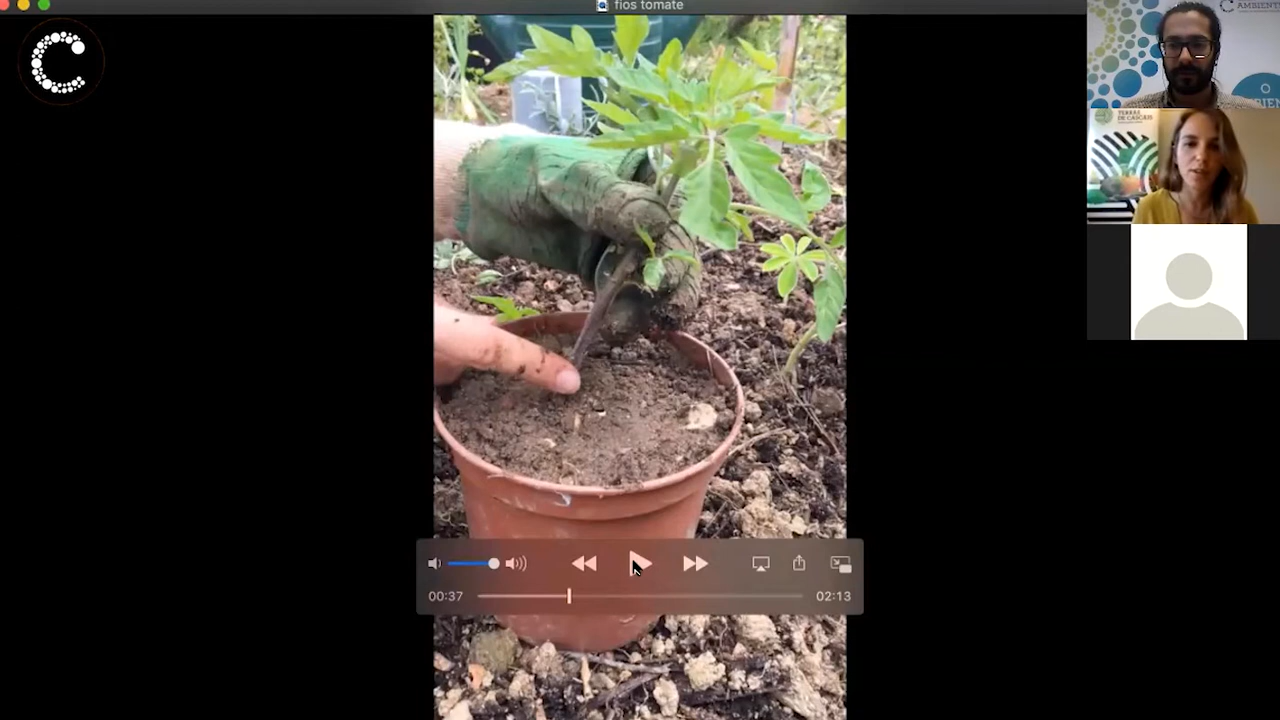 fios tomate
AMBIENTE
O
TERRAS
DE CASCAIS
00:37
02:13